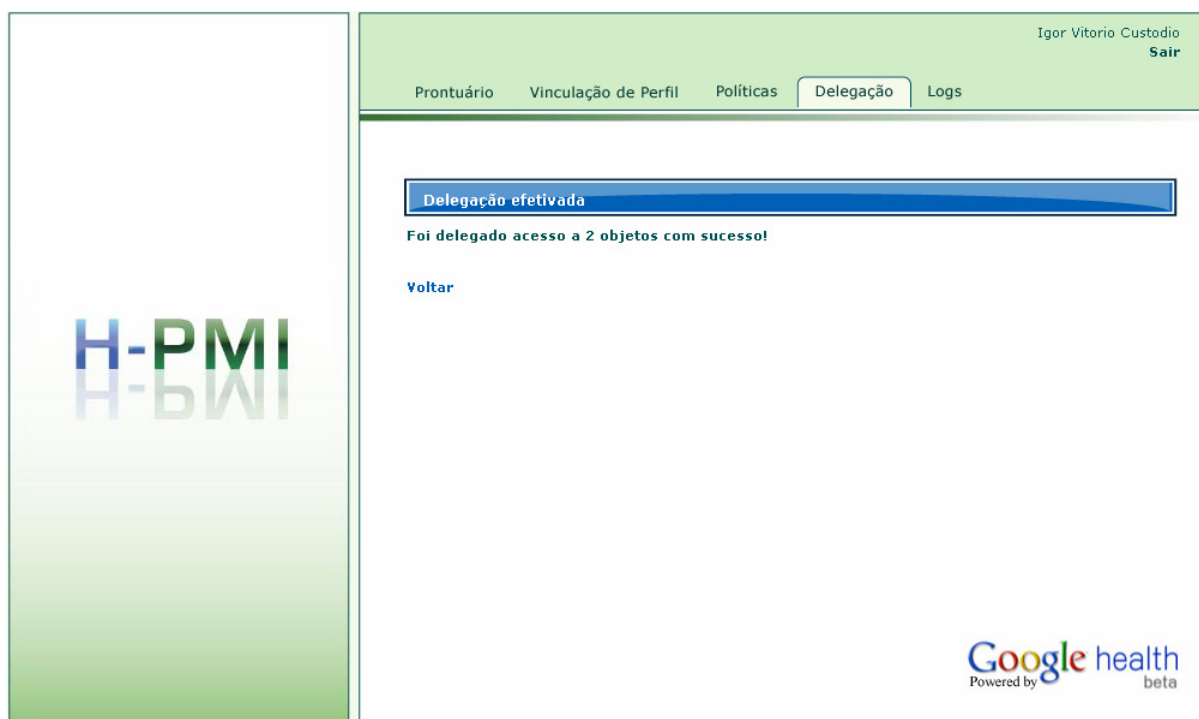 Igor Vitorio Custodio
Sair
Prontuário Vinculação de Perfil Políticas Delegação Logs
Delegação efetivada
Foi delegado acesso a 2 objetos com sucesso!
Voltar
H-PMI
Google health
Powered by beta